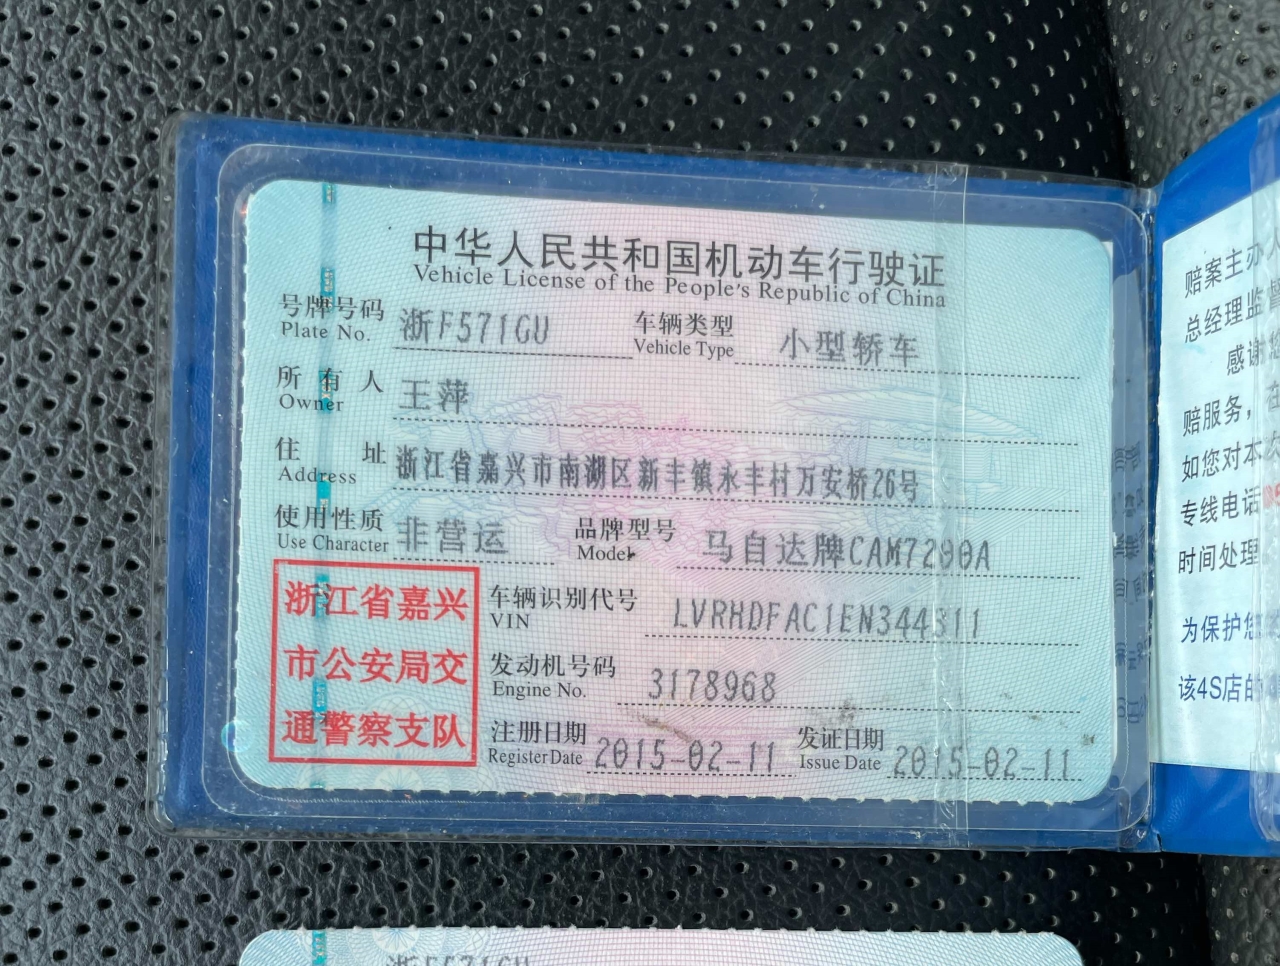 中华人民共和国机动车行驶证
Vehicle License of the People's Republic of China
号牌号码 浙F571GU 车辆类型 小型轿车
Plate No. Vehicle Type
所有人 王萍
Owner
住址 浙江省嘉兴市南湖区新丰镇永丰村万安桥26号
Address
使用性质 非营运 品牌型号 马自达牌CAM7200A
Use Character Model
浙江省嘉兴
市公安局交
通警察支队
车辆识别代号 LVRHDFAC1EN344311
VIN
发动机号码 3178968
Engine No.
注册日期 2015-02-11 发证日期 2015-02-11
Register Date Issue Date
赔案主办人
总经理监督
感谢您
赔服务，在
如您对本次
专线电话
时间处理
为保护您
该4S店的
浙F571GU